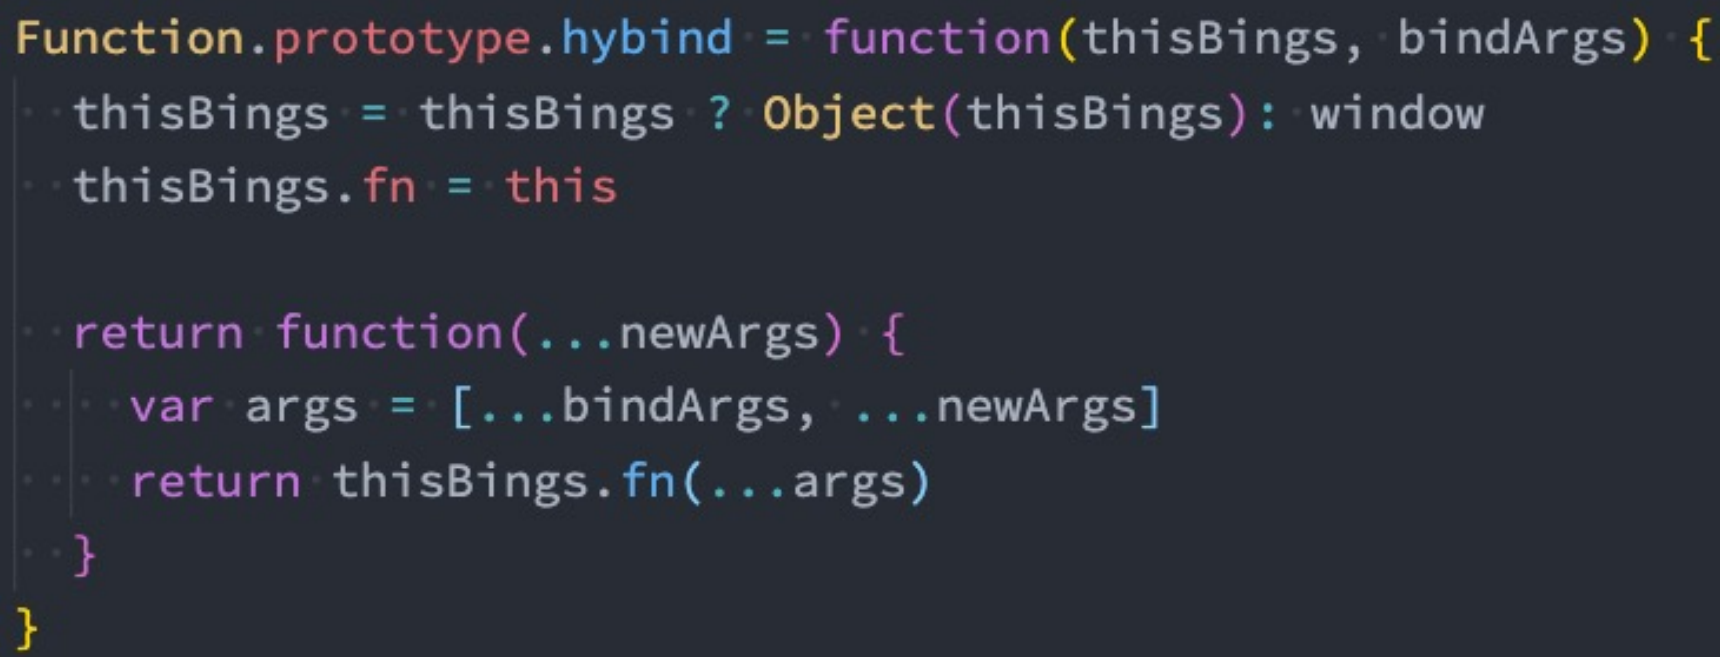 Function.prototype.hybind = function(thisBings, bindArgs) {
  thisBings = thisBings ? Object(thisBings): window
  thisBings.fn = this

  return function(...newArgs) {
    var args = [...bindArgs, ...newArgs]
    return thisBings.fn(...args)
  }
}